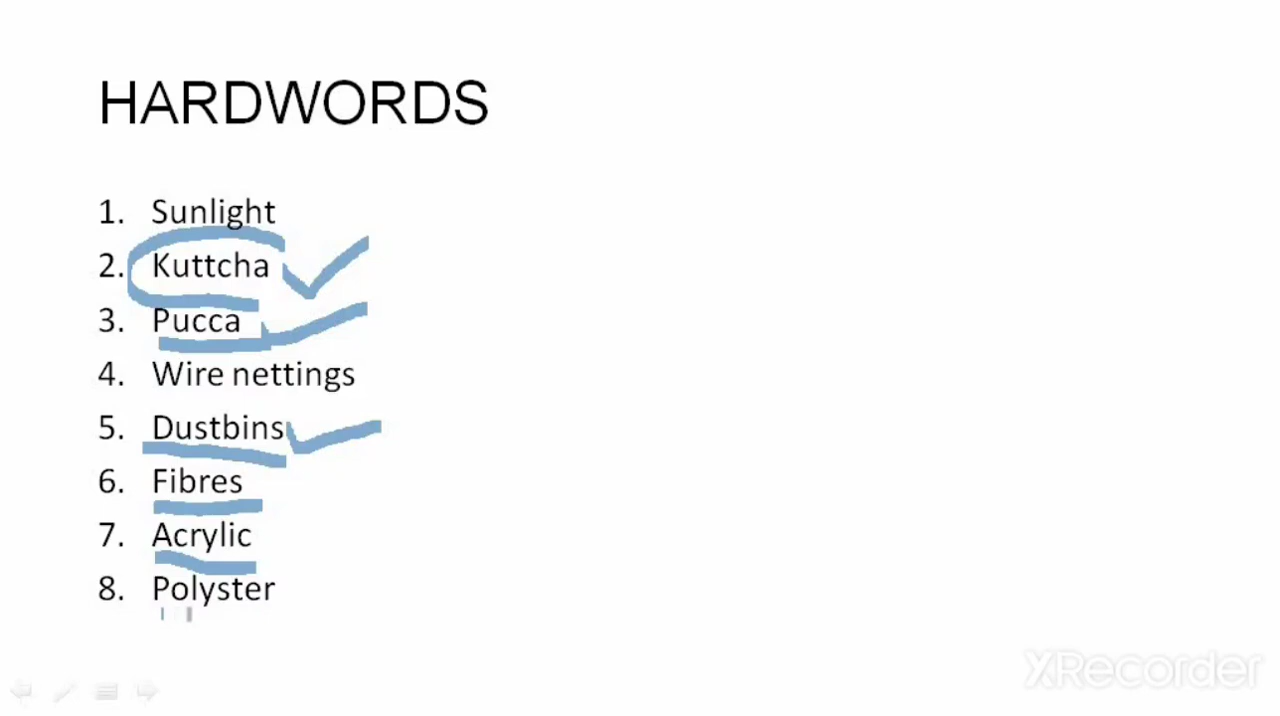 HARDWORDS
1. Sunlight
2. Kuttcha
3. Pucca
4. Wire nettings
5. Dustbins
6. Fibres
7. Acrylic
8. Polyster
XRecorder